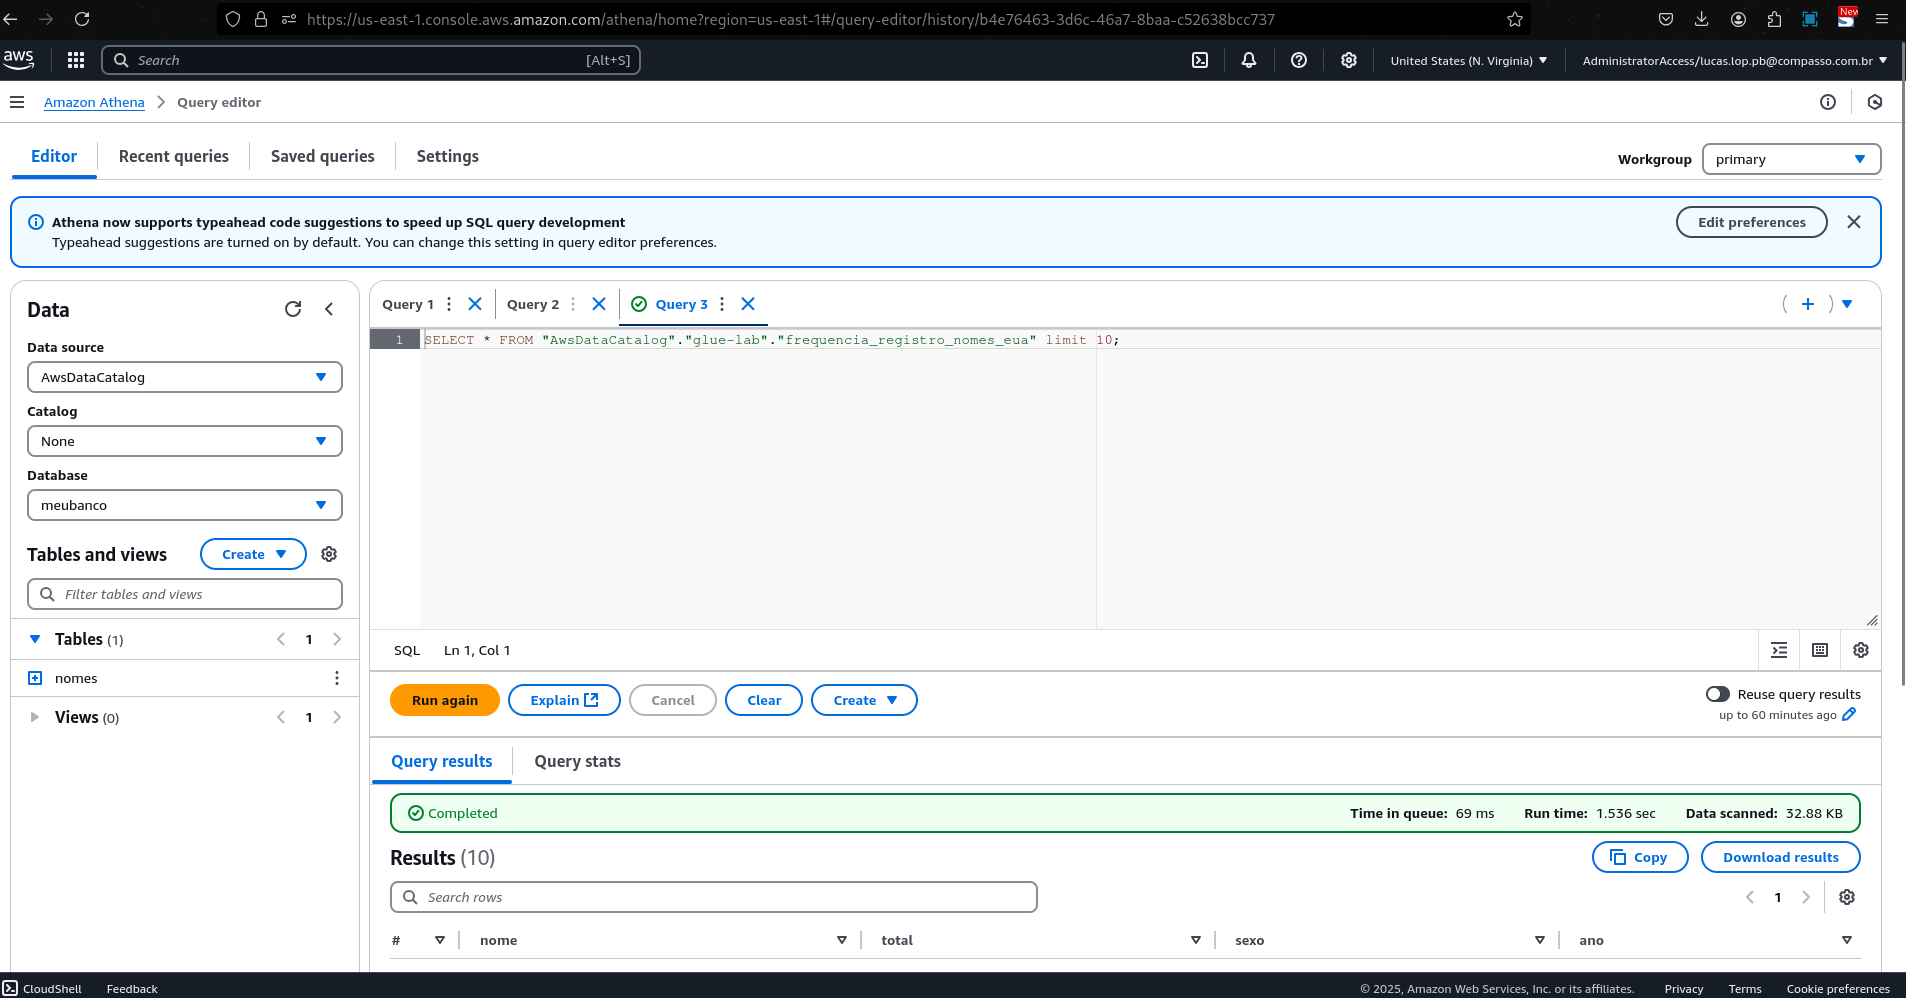 https://us-east-1.console.aws.amazon.com/athena/home?region=us-east-1#/query-editor/history/b4e76463-3d6c-46a7-8baa-c52638bcc737
New
aws
Search [Alt+S]
United States (N. Virginia)
AdministratorAccess/lucas.lop.pb@compasso.com.br
Amazon Athena > Query editor
Editor Recent queries Saved queries Settings
Workgroup primary
Athena now supports typeahead code suggestions to speed up SQL query development
Typeahead suggestions are turned on by default. You can change this setting in query editor preferences.
Edit preferences
Data
Data source
AwsDataCatalog
Catalog
None
Database
meubanco
Tables and views Create
Filter tables and views
Tables (1) 1
nomes
Views (0) 1
Query 1 Query 2 Query 3
1 SELECT * FROM "AwsDataCatalog"."glue-lab"."frequencia_registro_nomes_eua" limit 10;
SQL Ln 1, Col 1
Run again Explain Cancel Clear Create
Reuse query results
up to 60 minutes ago
Query results Query stats
Completed Time in queue: 69 ms Run time: 1.536 sec Data scanned: 32.88 KB
Results (10) Copy Download results
Search rows 1
# nome total sexo ano
CloudShell Feedback © 2025, Amazon Web Services, Inc. or its affiliates. Privacy Terms Cookie preferences